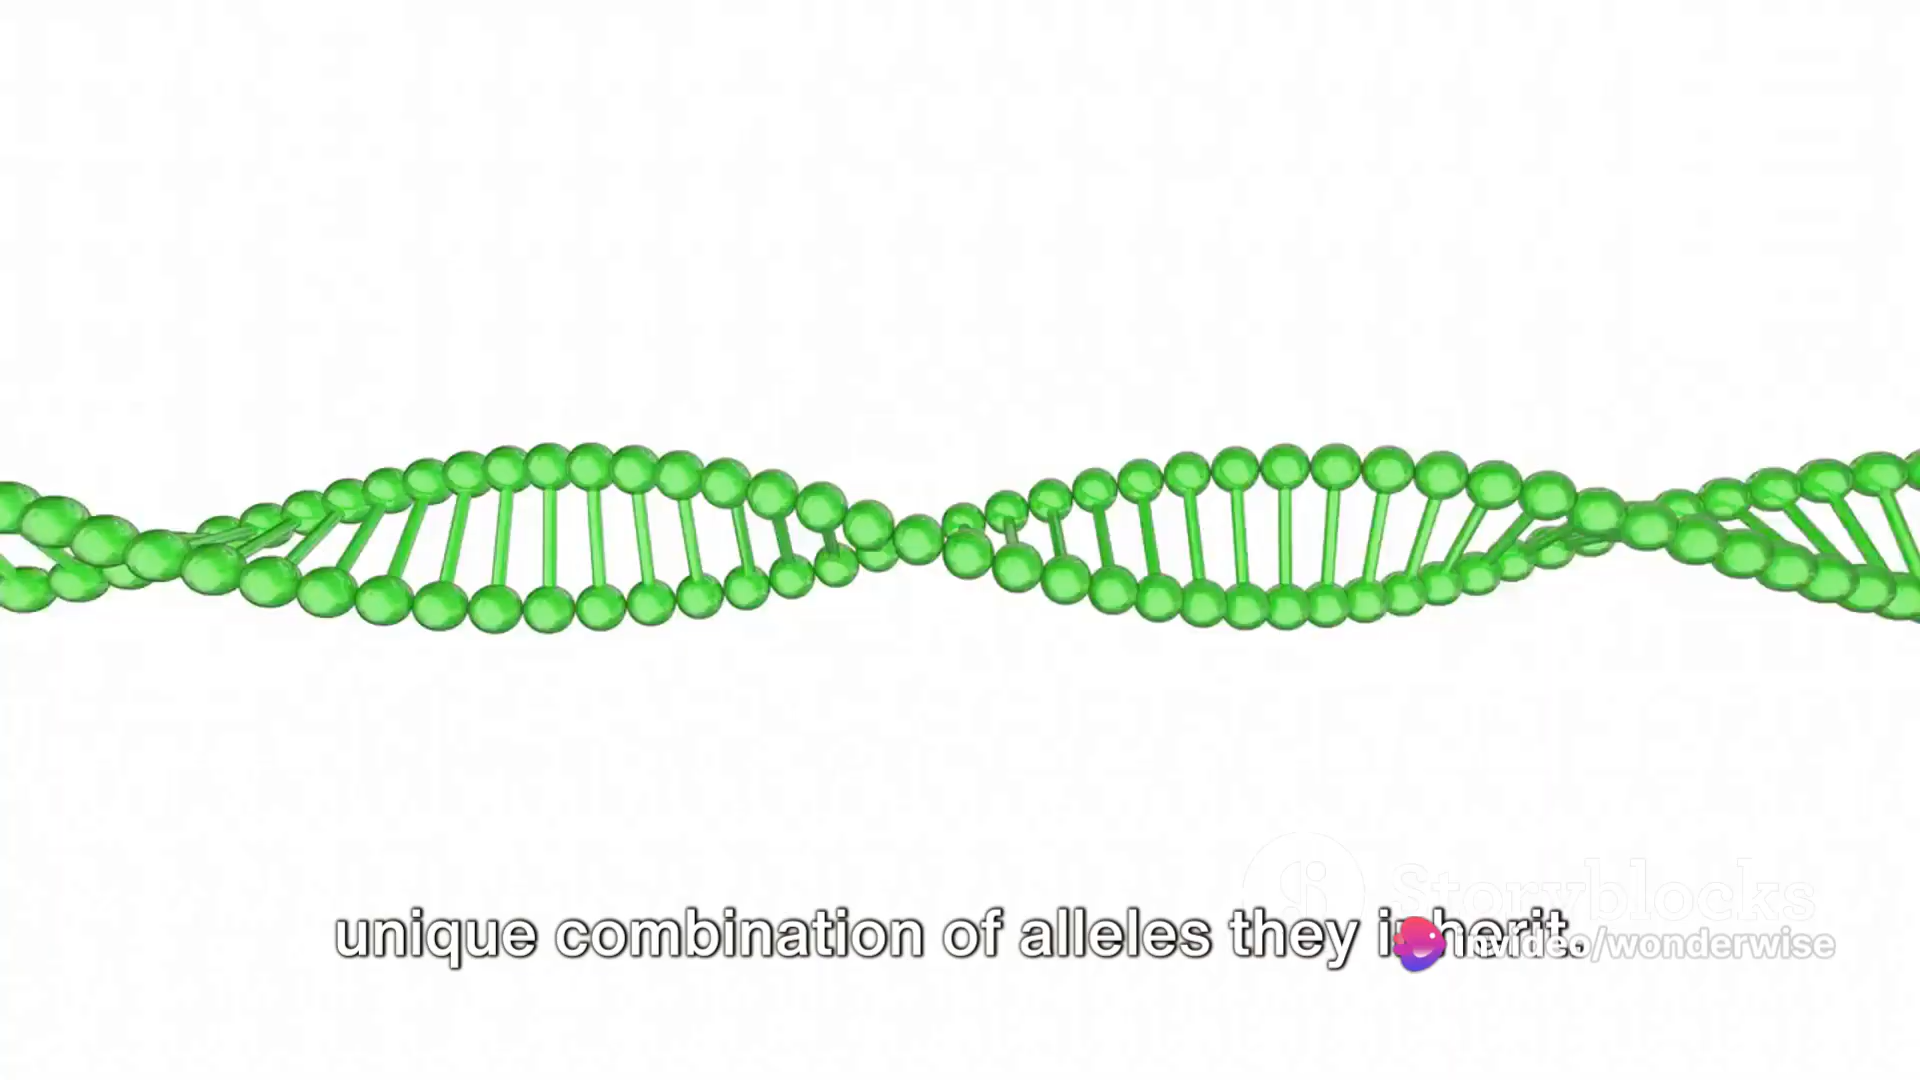 Storyblocks
unique combination of alleles they inherit.
invideo/wonderwise